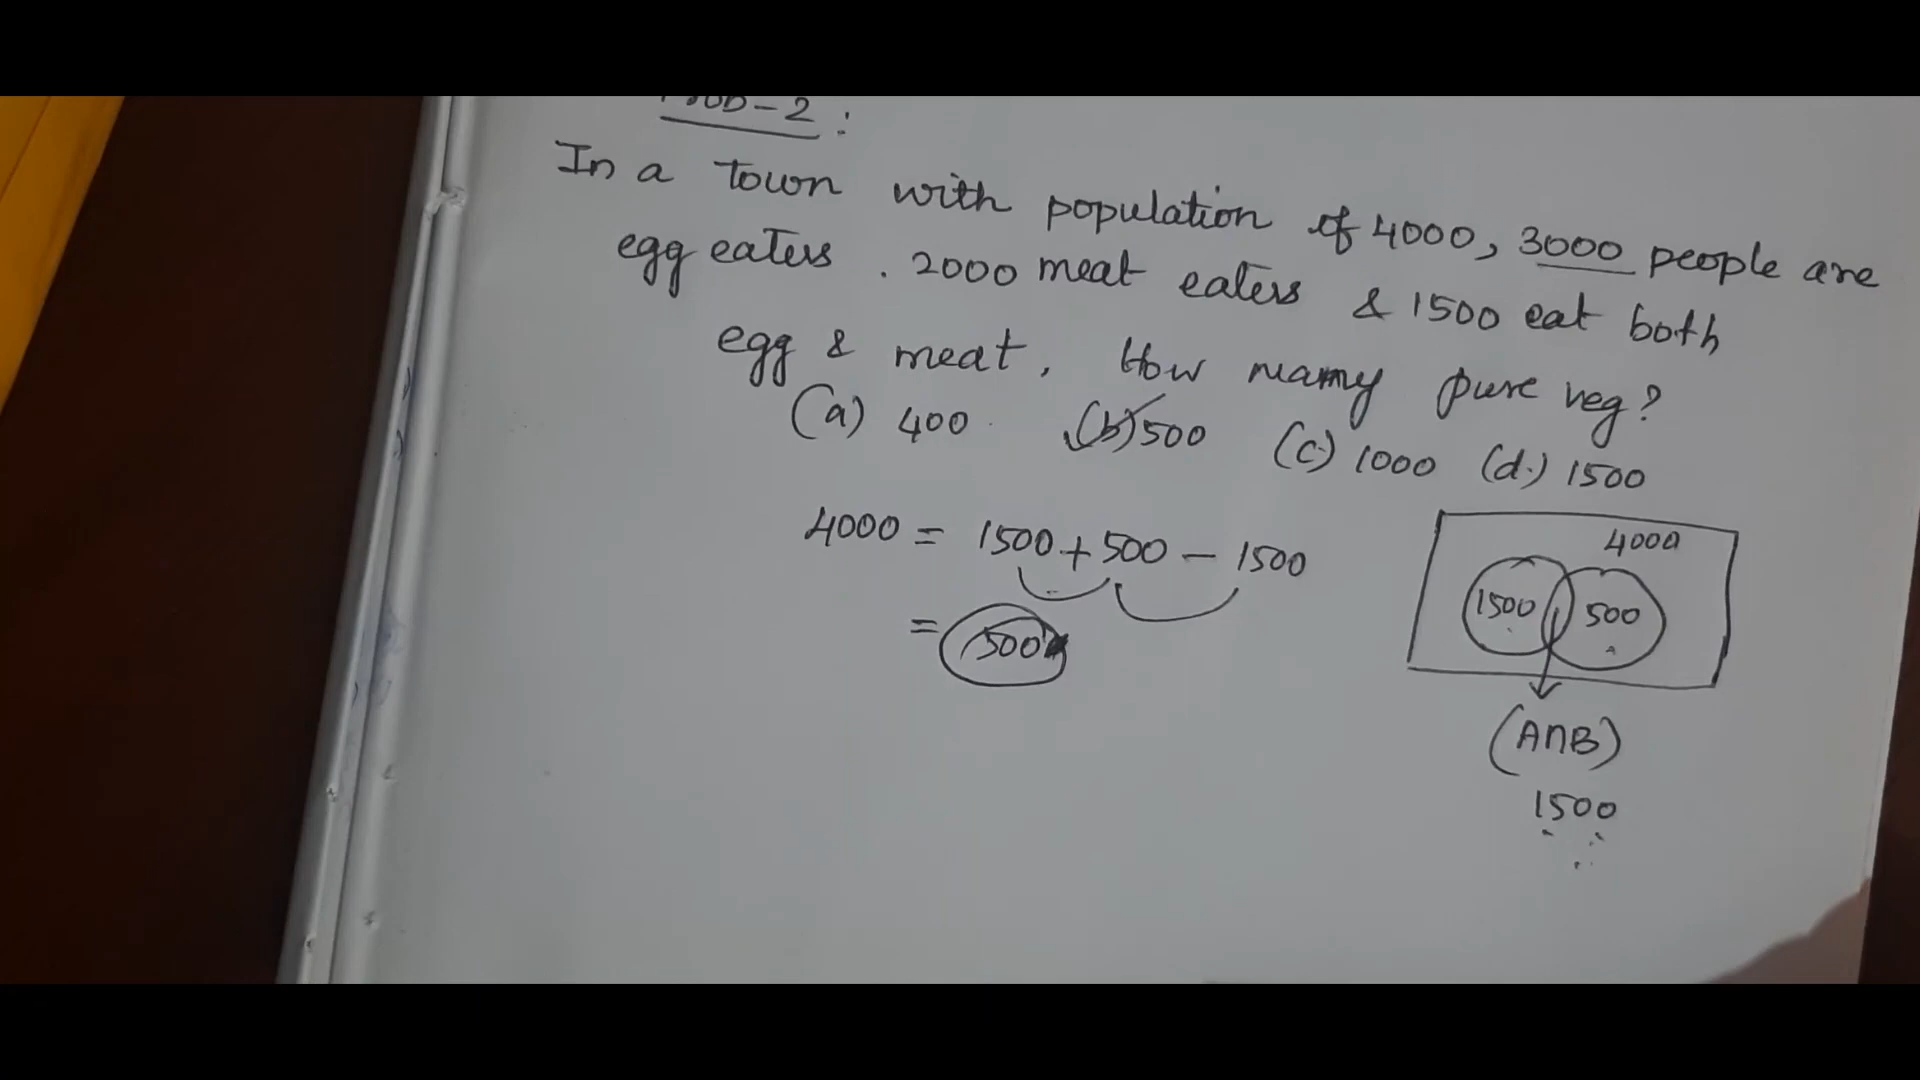 -2 :
In a town with population of 4000, 3000 people are
egg eaters . 2000 meat eaters & 1500 eat both
egg & meat. How many pure veg?
(a) 400 (b) 500 (c) 1000 (d.) 1500
4000 = 1500 + 500 - 1500
= 500
4000
1500 500
(A∩B)
1500